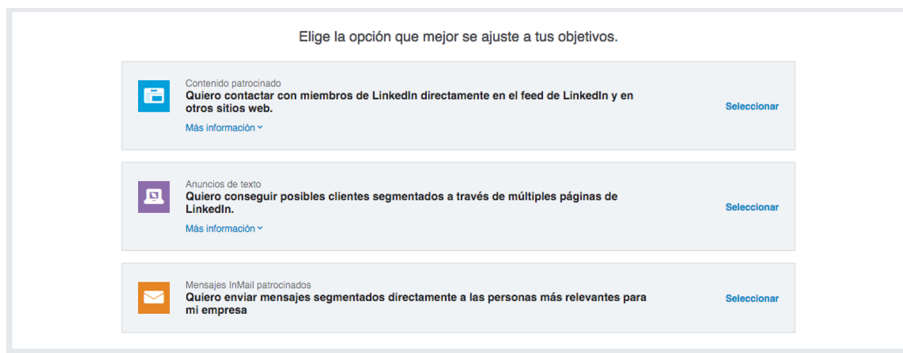 Elige la opción que mejor se ajuste a tus objetivos.
Contenido patrocinado
Quiero contactar con miembros de LinkedIn directamente en el feed de LinkedIn y en
otros sitios web.
Seleccionar
Más información
Anuncios de texto
Quiero conseguir posibles clientes segmentados a través de múltiples páginas de
LinkedIn.
Seleccionar
Más información
Mensajes InMail patrocinados
Quiero enviar mensajes segmentados directamente a las personas más relevantes para
mi empresa
Seleccionar